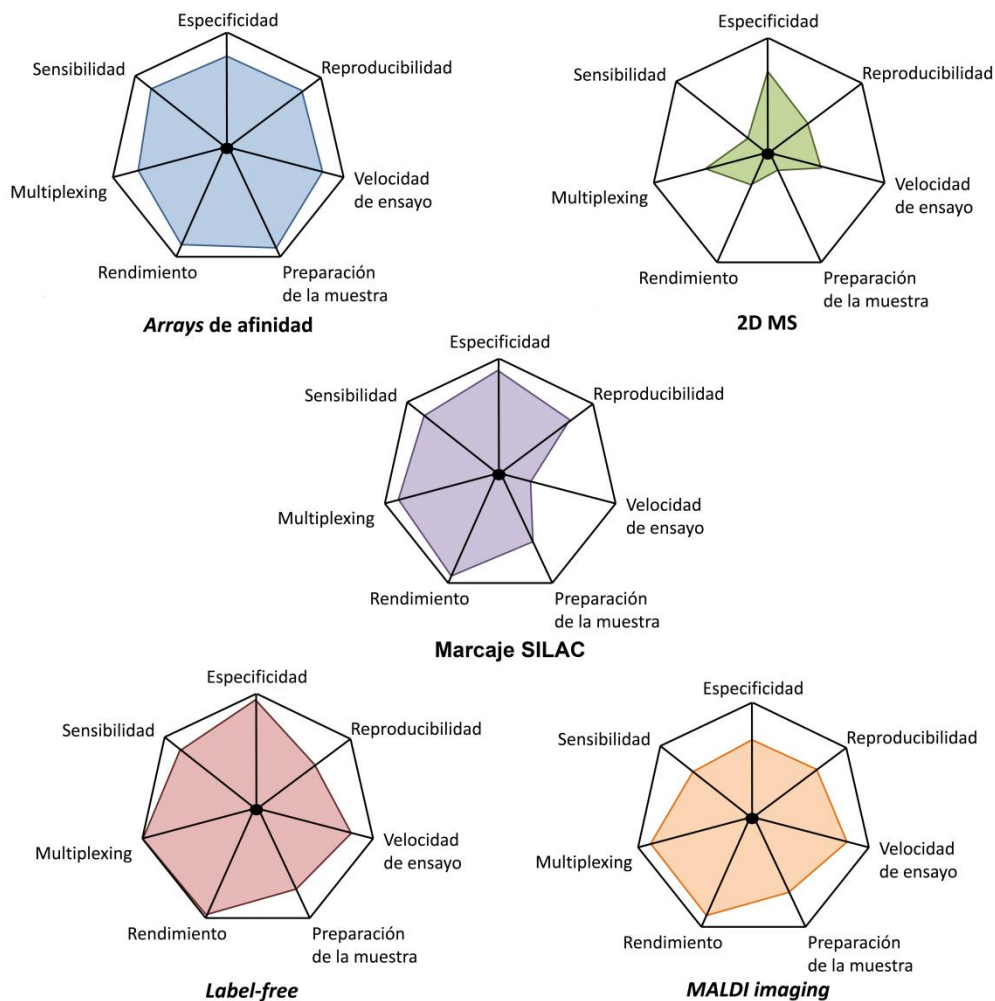 Especificidad
Sensibilidad
Reproducibilidad
Multiplexing
Velocidad
de ensayo
Rendimiento
Preparación
de la muestra
Arrays de afinidad
Especificidad
Sensibilidad
Reproducibilidad
Multiplexing
Velocidad
de ensayo
Rendimiento
Preparación
de la muestra
2D MS
Especificidad
Sensibilidad
Reproducibilidad
Multiplexing
Velocidad
de ensayo
Rendimiento
Preparación
de la muestra
Marcaje SILAC
Especificidad
Sensibilidad
Reproducibilidad
Multiplexing
Velocidad
de ensayo
Rendimiento
Preparación
de la muestra
Label-free
Especificidad
Sensibilidad
Reproducibilidad
Multiplexing
Velocidad
de ensayo
Rendimiento
Preparación
de la muestra
MALDI imaging